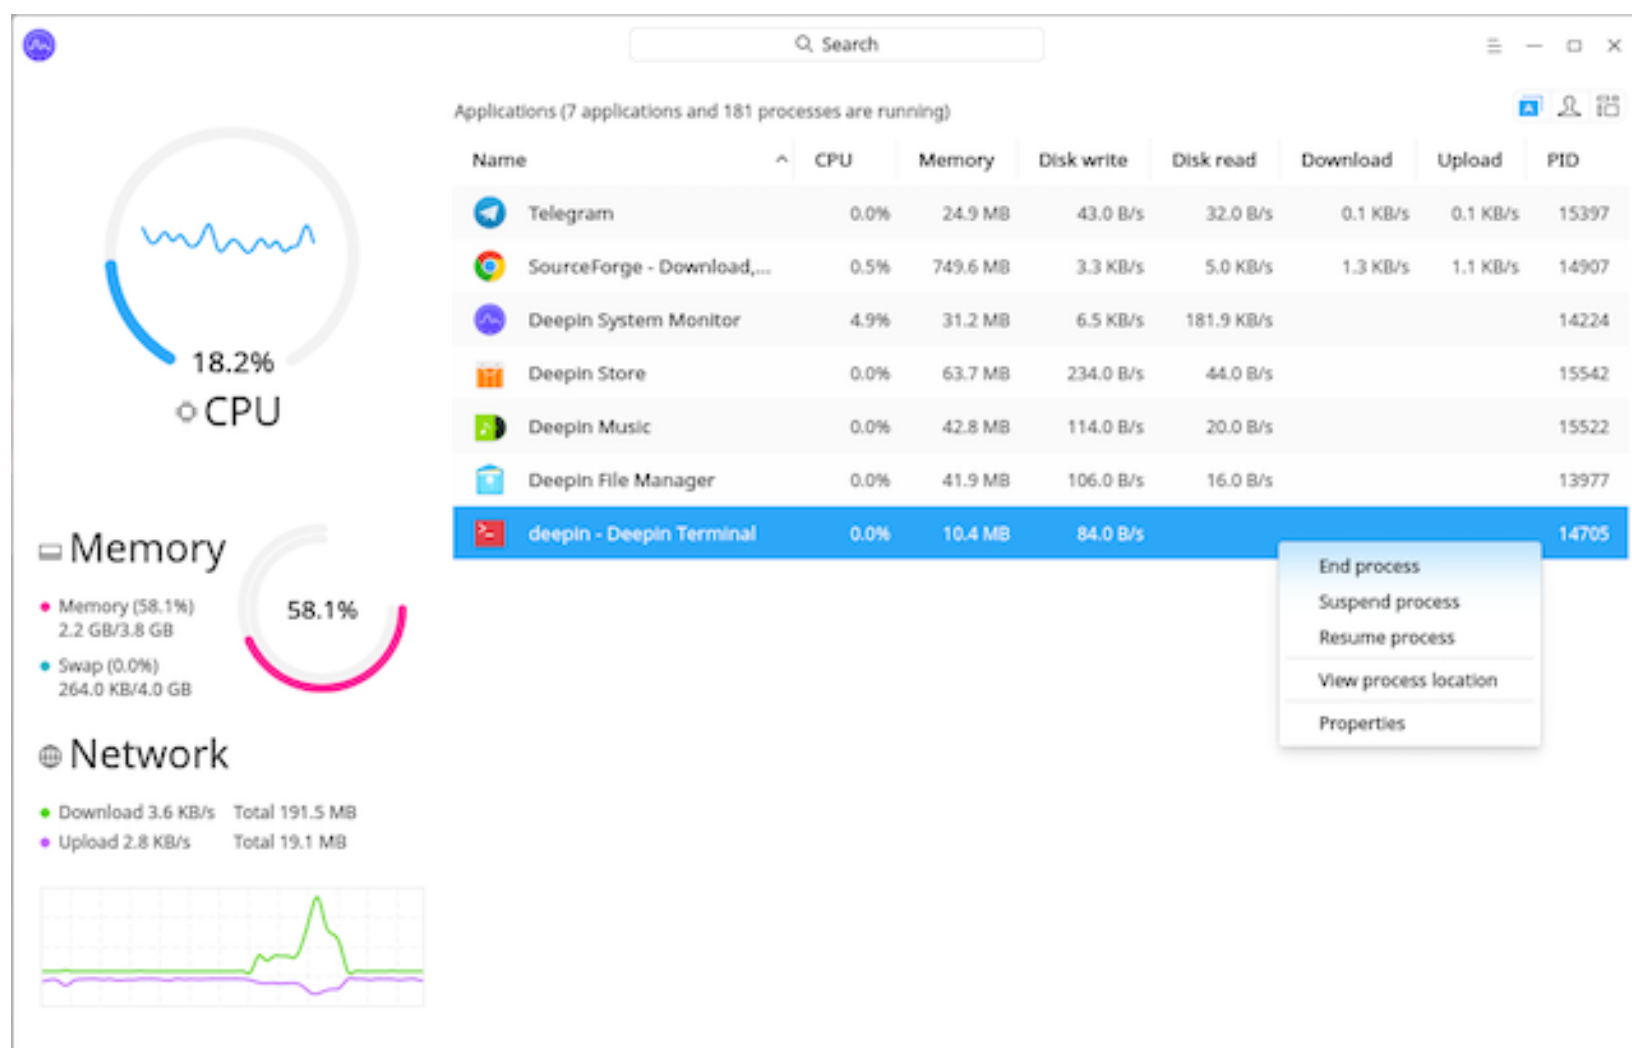 Search
Applications (7 applications and 181 processes are running)
Name CPU Memory Disk write Disk read Download Upload PID
Telegram 0.0% 24.9 MB 43.0 B/s 32.0 B/s 0.1 KB/s 0.1 KB/s 15397
SourceForge - Download,... 0.5% 749.6 MB 3.3 KB/s 5.0 KB/s 1.3 KB/s 1.1 KB/s 14907
Deepin System Monitor 4.9% 31.2 MB 6.5 KB/s 181.9 KB/s 14224
Deepin Store 0.0% 63.7 MB 234.0 B/s 44.0 B/s 15542
Deepin Music 0.0% 42.8 MB 114.0 B/s 20.0 B/s 15522
Deepin File Manager 0.0% 41.9 MB 106.0 B/s 16.0 B/s 13977
deepin - Deepin Terminal 0.0% 10.4 MB 84.0 B/s 14705
End process
Suspend process
Resume process
View process location
Properties
18.2%
CPU
Memory
Memory (58.1%)
2.2 GB/3.8 GB
Swap (0.0%)
264.0 KB/4.0 GB
58.1%
Network
Download 3.6 KB/s Total 191.5 MB
Upload 2.8 KB/s Total 19.1 MB